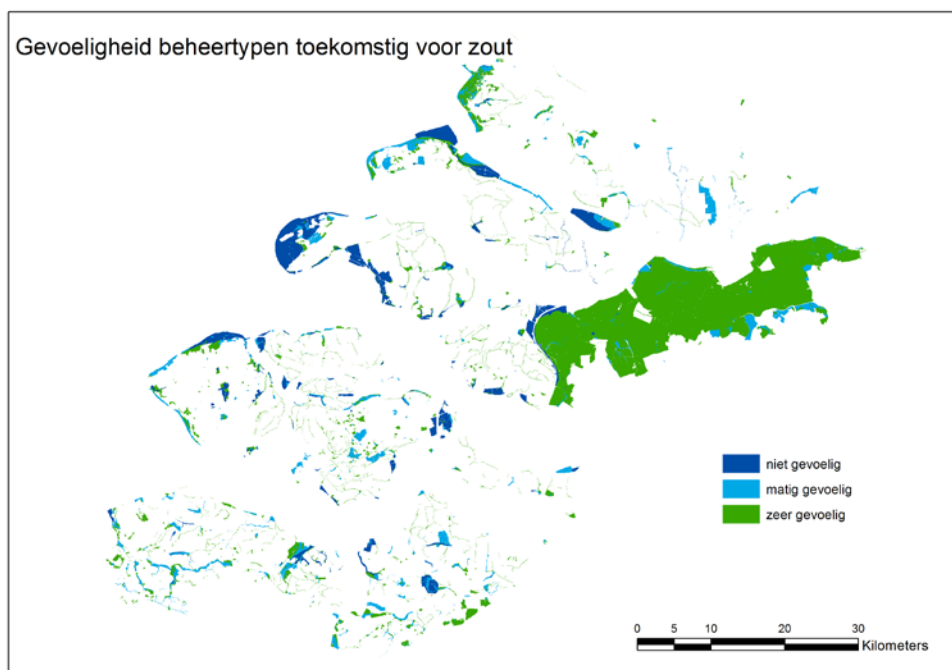 Gevoeligheid beheertypen toekomstig voor zout
niet gevoelig
matig gevoelig
zeer gevoelig
0 5 10 20 30
Kilometers